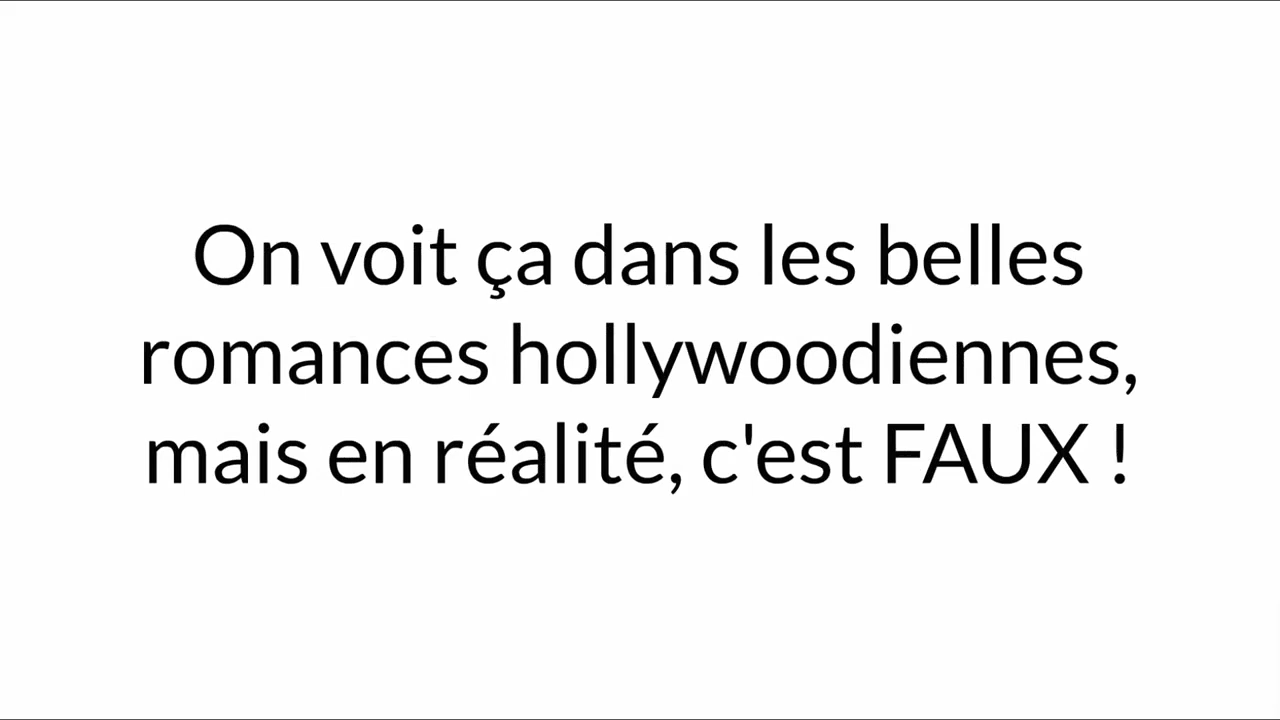 On voit ça dans les belles
romances hollywoodiennes,
mais en réalité, c'est FAUX !